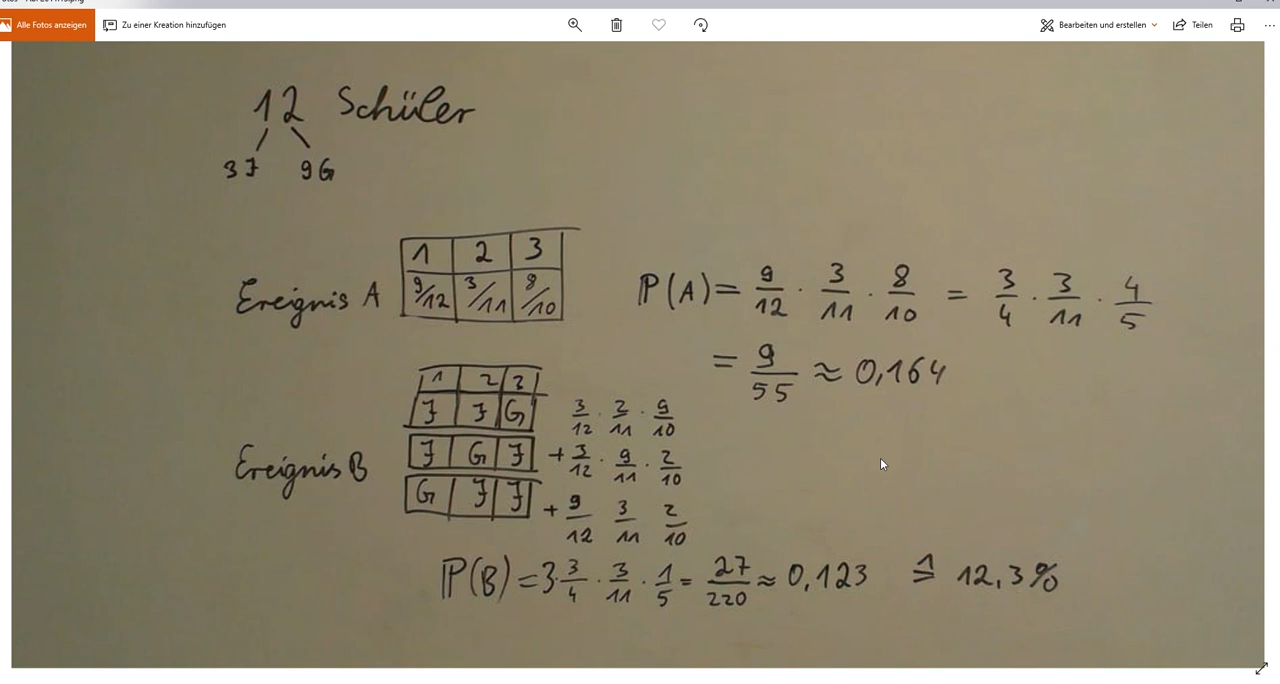 Alle Fotos anzeigen Zu einer Kreation hinzufügen Bearbeiten und erstellen Teilen
12 Schüler
3J 9G
1 2 3
Ereignis A 9/12 3/11 8/10 P(A) = 9/12 · 3/11 · 8/10 = 3/4 · 3/11 · 4/5
= 9/55 ≈ 0,164
1 2 3
J J G 3/12 · 2/11 · 9/10
Ereignis B J G J + 3/12 · 9/11 · 2/10
G J J + 9/12 3/11 2/10
P(B) = 3·3/4 · 3/11 · 1/5 = 27/220 ≈ 0,123 ≙ 12,3%